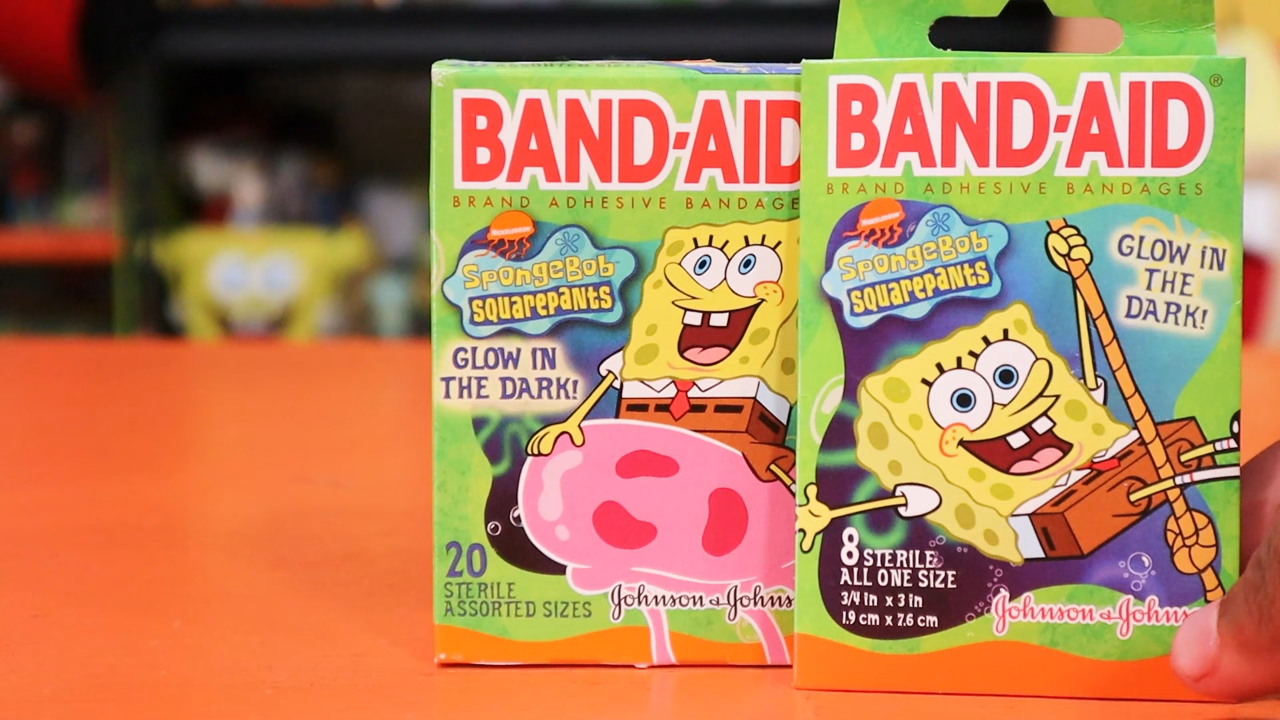 BAND-AID
BRAND ADHESIVE BANDAGE
NICKELODEON
SpongeBob
SquarePants
GLOW IN
THE DARK!
20
STERILE
ASSORTED SIZES
Johnson & Johns
BAND-AID®
BRAND ADHESIVE BANDAGES
NICKELODEON
SpongeBob
SquarePants
GLOW IN
THE
DARK!
8 STERILE
ALL ONE SIZE
3/4 in x 3 in
1.9 cm x 7.6 cm
Johnson & Johns